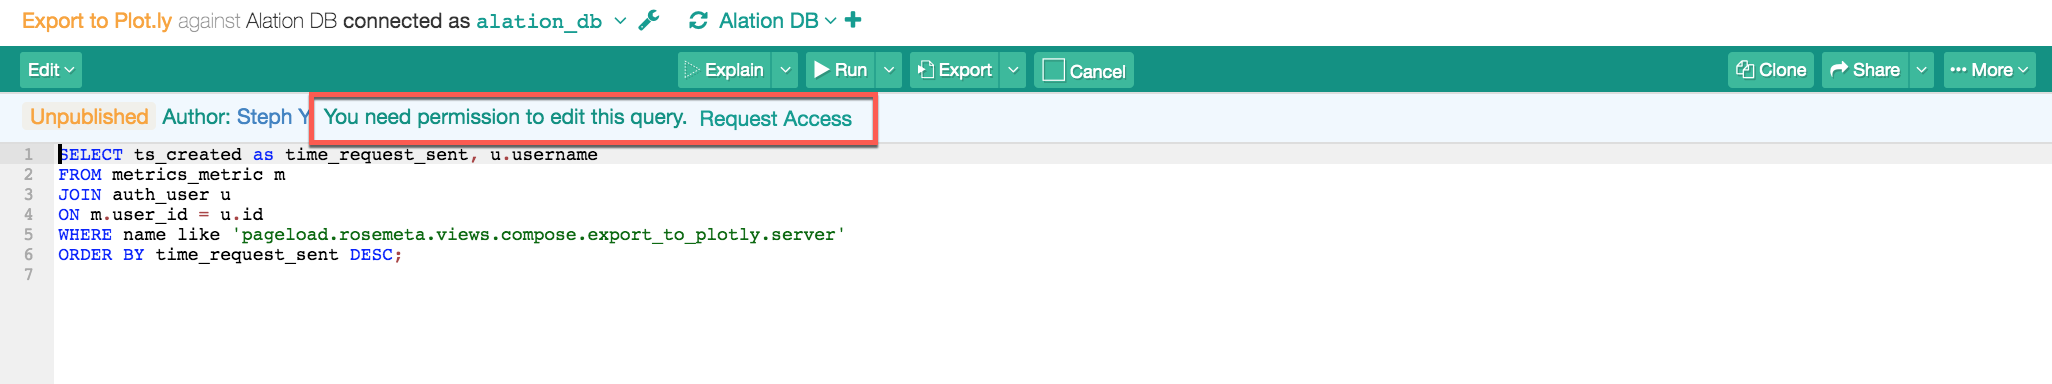 Export to Plot.ly against Alation DB connected as alation_db Alation DB
Edit Explain Run Export Cancel Clone Share More
Unpublished Author: Steph Y You need permission to edit this query. Request Access
1 SELECT ts_created as time_request_sent, u.username
2 FROM metrics_metric m
3 JOIN auth_user u
4 ON m.user_id = u.id
5 WHERE name like 'pageload.rosemeta.views.compose.export_to_plotly.server'
6 ORDER BY time_request_sent DESC;
7